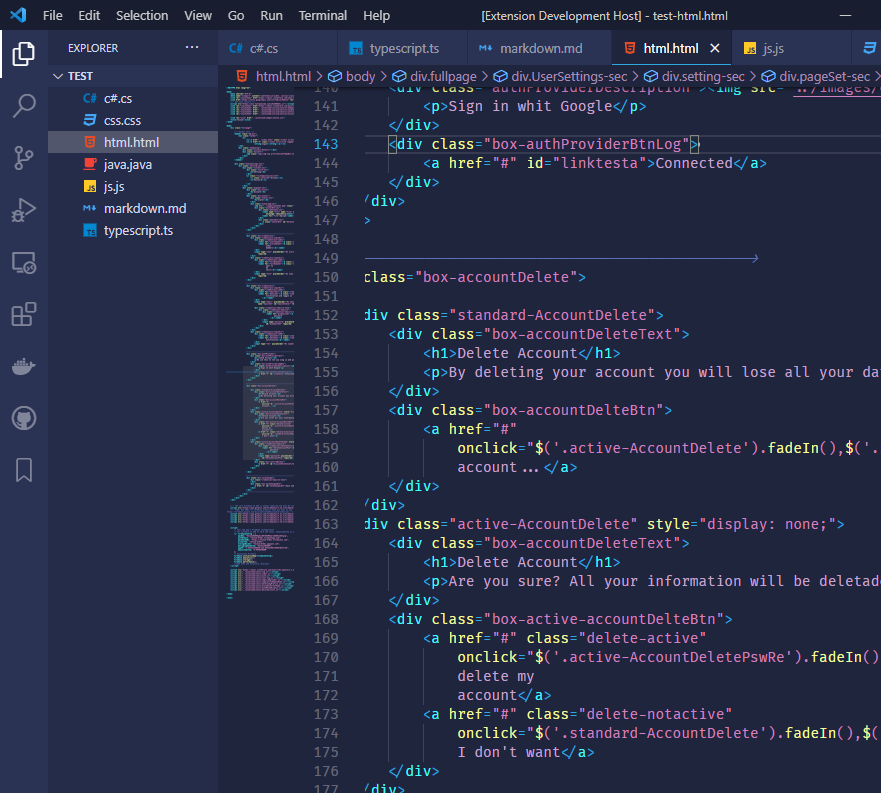 File Edit Selection View Go Run Terminal Help [Extension Development Host] - test-html.html
EXPLORER ···
TEST
C# c#.cs
css.css
html.html
java.java
JS js.js
M↓ markdown.md
TS typescript.ts
C# c#.cs TS typescript.ts M↓ markdown.md html.html × JS js.js
html.html > body > div.fullpage > div.UserSettings-sec > div.setting-sec > div.pageSet-sec >
140 <div class="authProviderDescription"><img src="../images/
141 <p>Sign in whit Google</p>
142 </div>
143 <div class="box-authProviderBtnLog">
144 <a href="#" id="linktesta">Connected</a>
145 </div>
146 /div>
147 >
148
149
150 class="box-accountDelete">
151
152 div class="standard-AccountDelete">
153 <div class="box-accountDeleteText">
154 <h1>Delete Account</h1>
155 <p>By deleting your account you will lose all your da
156 </div>
157 <div class="box-accountDelteBtn">
158 <a href="#"
159 onclick="$('.active-AccountDelete').fadeIn(),$('.
160 account...</a>
161 </div>
162 /div>
163 div class="active-AccountDelete" style="display: none;">
164 <div class="box-accountDeleteText">
165 <h1>Delete Account</h1>
166 <p>Are you sure? All your information will be deletad
167 </div>
168 <div class="box-active-accountDelteBtn">
169 <a href="#" class="delete-active"
170 onclick="$('.active-AccountDeletePswRe').fadeIn()
171 delete my
172 account</a>
173 <a href="#" class="delete-notactive"
174 onclick="$('.standard-AccountDelete').fadeIn(),$(
175 I don't want</a>
176 </div>
177 /div>